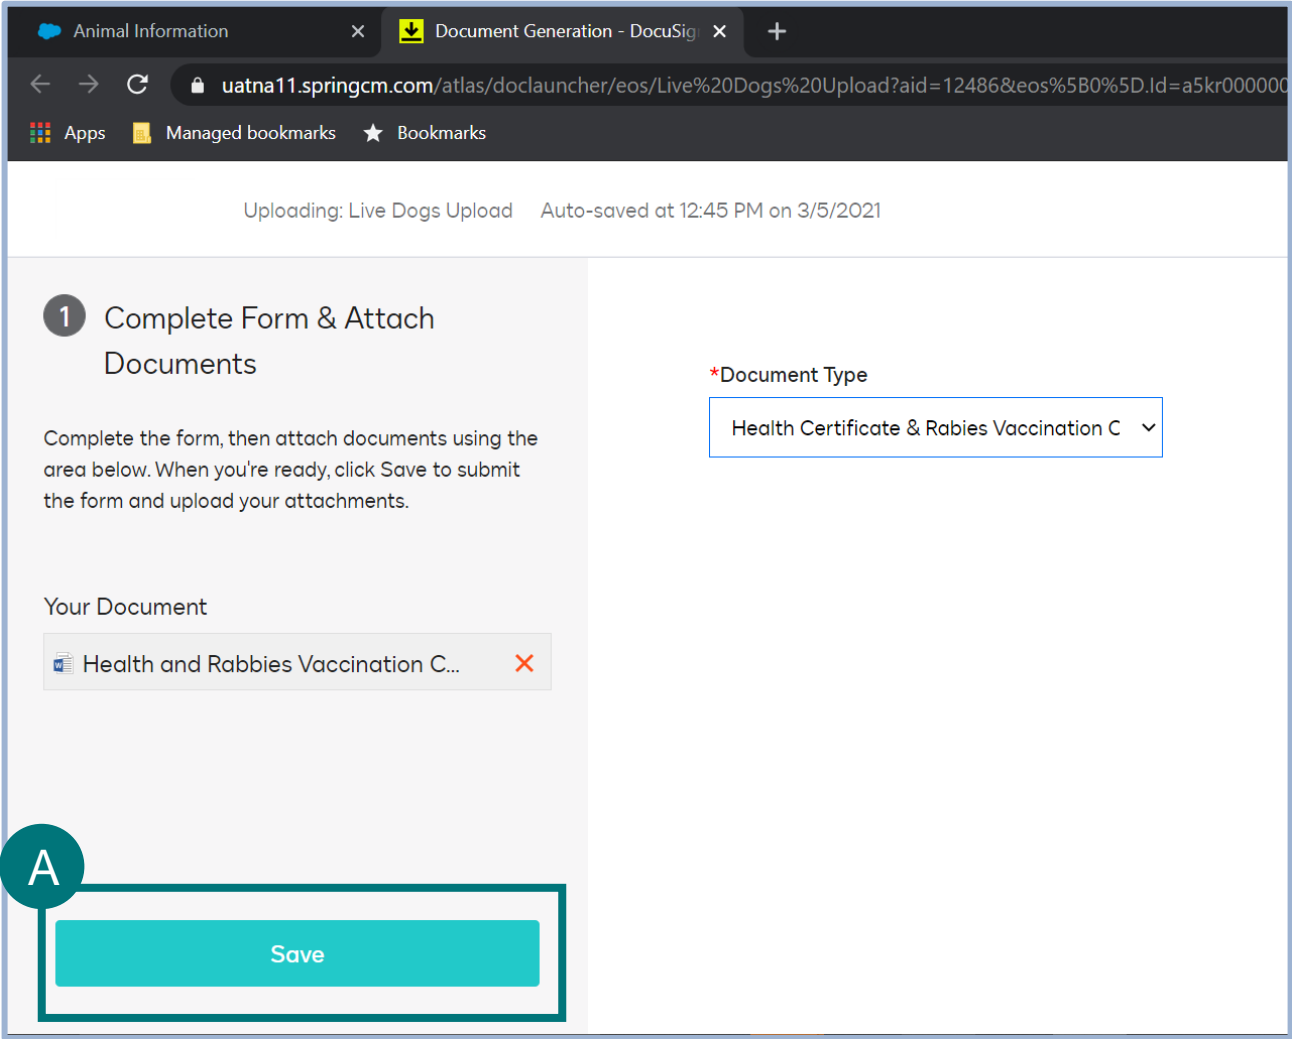 Animal Information
Document Generation - DocuSig
uatna11.springcm.com/atlas/doclauncher/eos/Live%20Dogs%20Upload?aid=12486&eos%5B0%5D.Id=a5kr000000
Apps Managed bookmarks Bookmarks
Uploading: Live Dogs Upload Auto-saved at 12:45 PM on 3/5/2021
1 Complete Form & Attach
Documents
Complete the form, then attach documents using the
area below. When you're ready, click Save to submit
the form and upload your attachments.
Your Document
Health and Rabbies Vaccination C...
A
Save
*Document Type
Health Certificate & Rabies Vaccination C